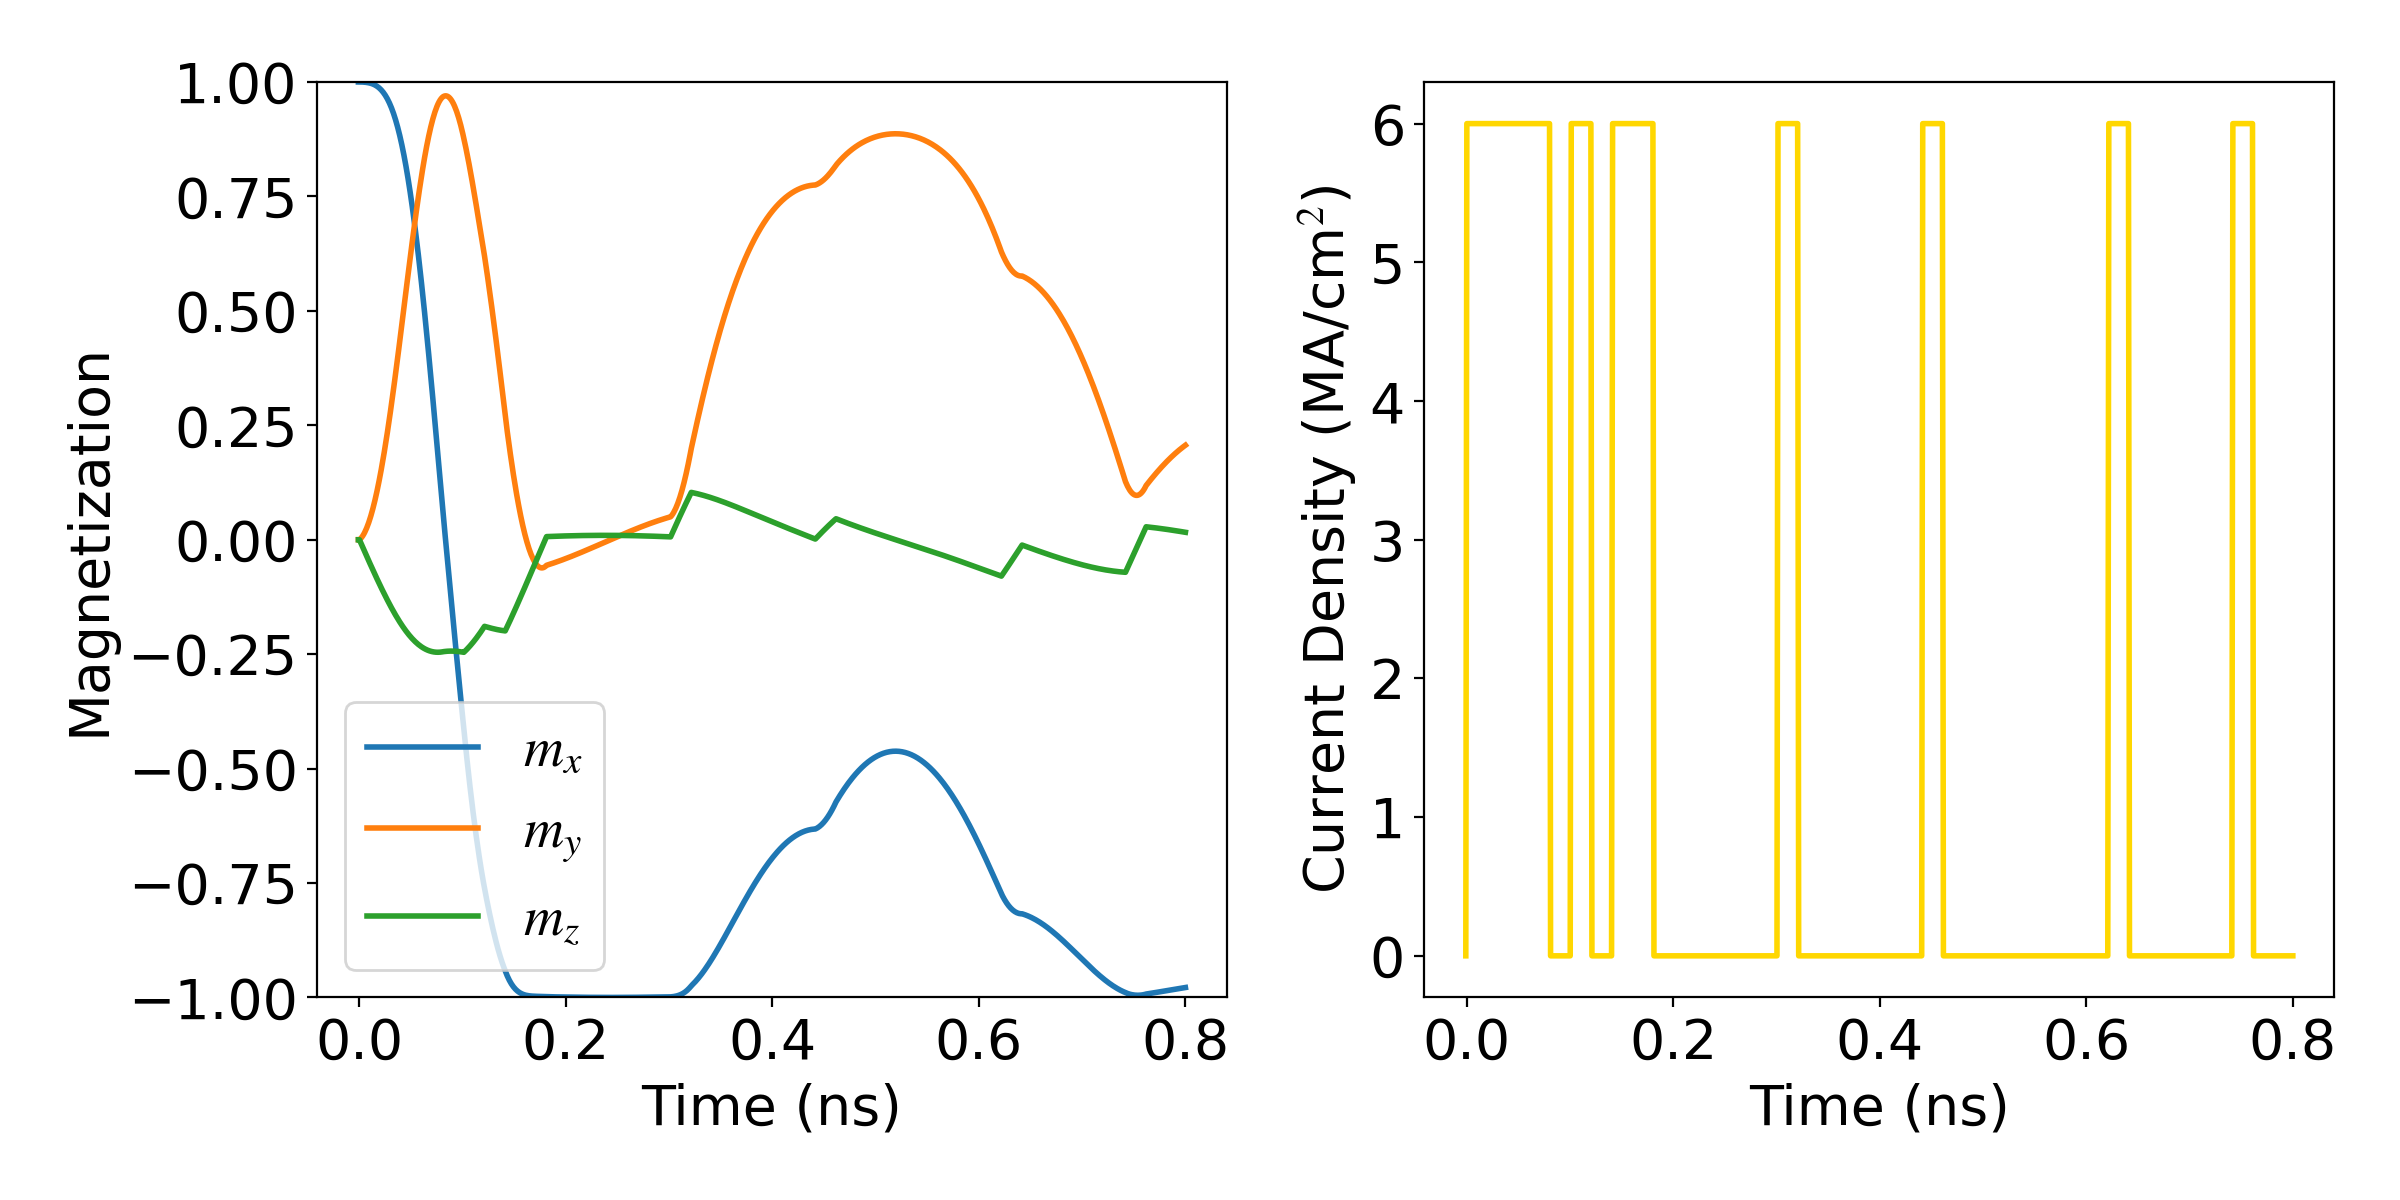 Magnetization
1.00
0.75
0.50
0.25
0.00
−0.25
−0.50
−0.75
−1.00
m_x
m_y
m_z
0.0 0.2 0.4 0.6 0.8
Time (ns)
Current Density (MA/cm²)
6
5
4
3
2
1
0
0.0 0.2 0.4 0.6 0.8
Time (ns)